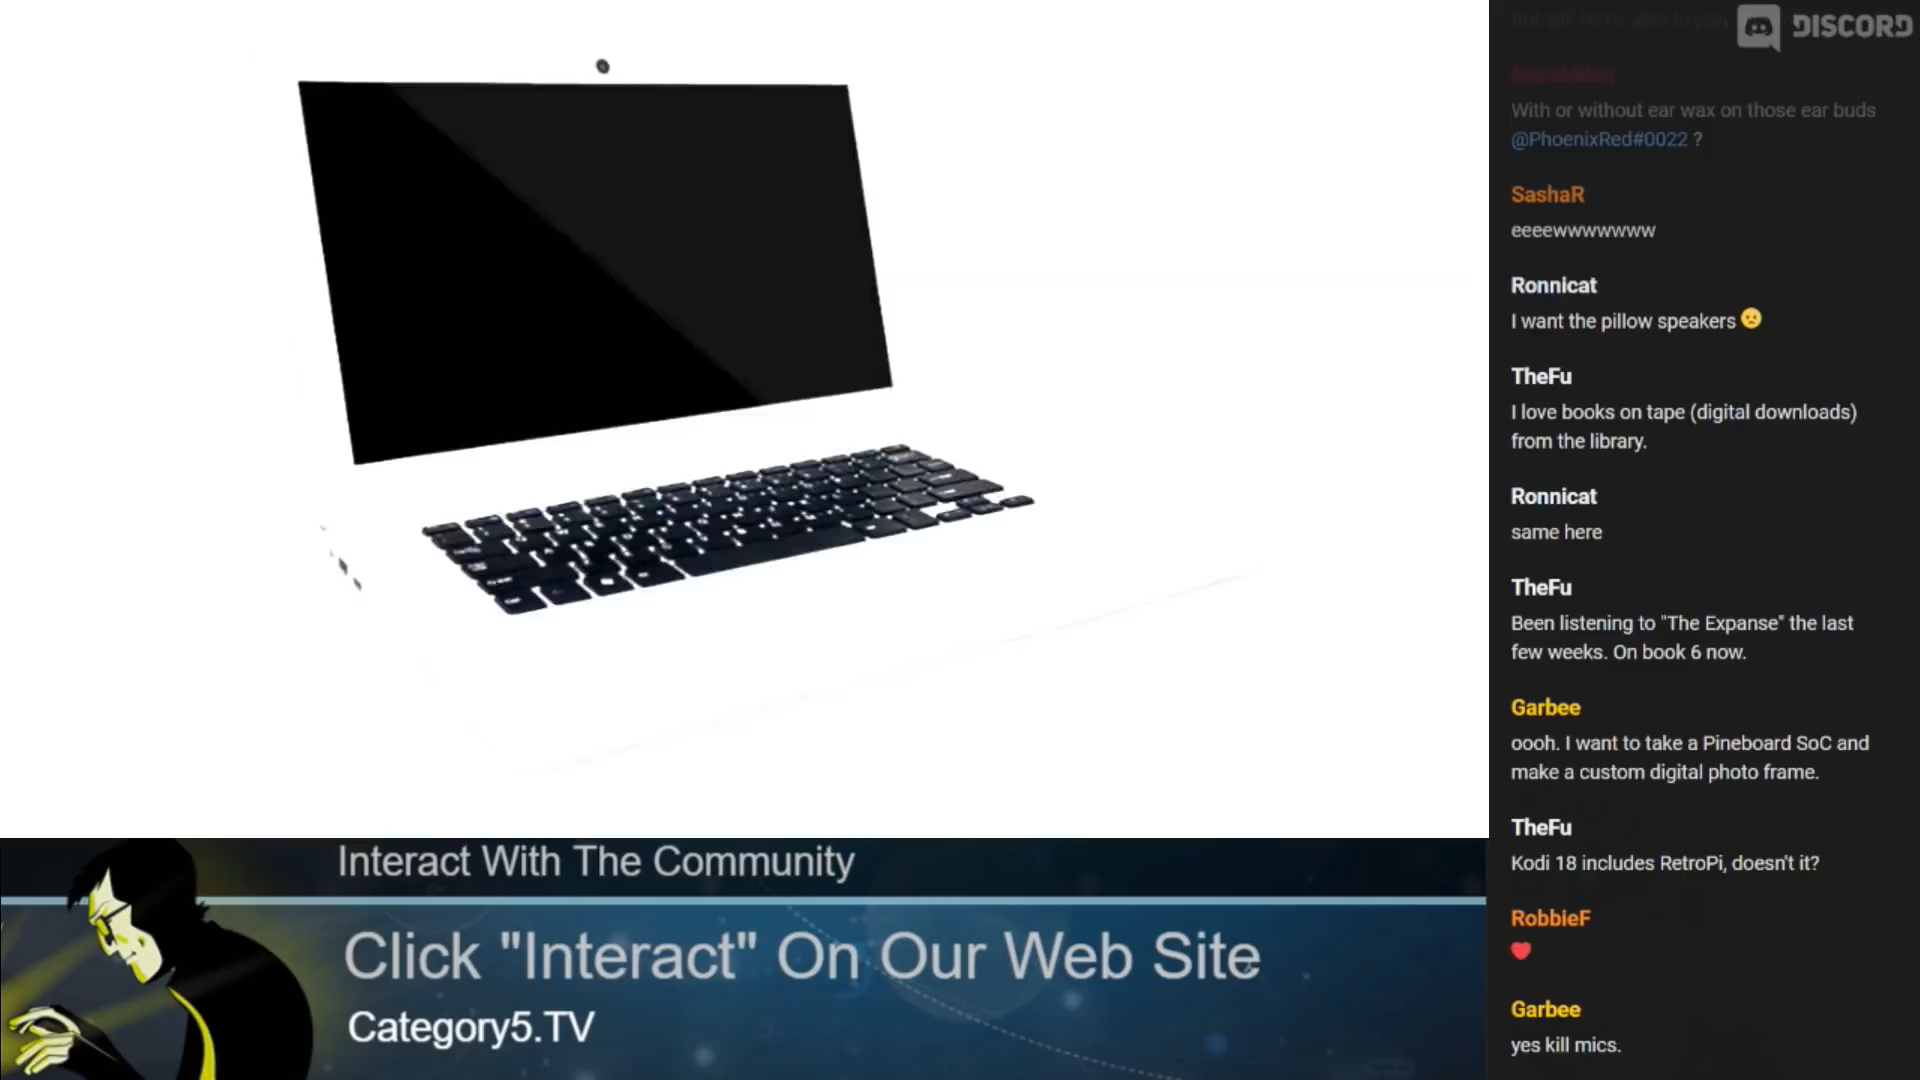 DISCORD
With or without ear wax on those ear buds
@PhoenixRed#0022 ?
SashaR
eeeewwwwwww
Ronnicat
I want the pillow speakers
TheFu
I love books on tape (digital downloads)
from the library.
Ronnicat
same here
TheFu
Been listening to "The Expanse" the last
few weeks. On book 6 now.
Garbee
oooh. I want to take a Pineboard SoC and
make a custom digital photo frame.
TheFu
Kodi 18 includes RetroPi, doesn't it?
RobbieF
Garbee
yes kill mics.
Interact With The Community
Click "Interact" On Our Web Site
Category5.TV